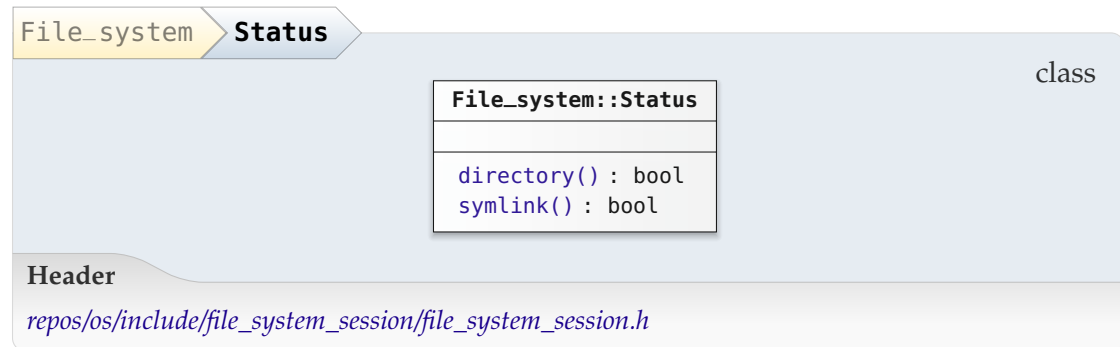 File_system Status
class
File_system::Status
directory() : bool
symlink() : bool
Header
repos/os/include/file_system_session/file_system_session.h